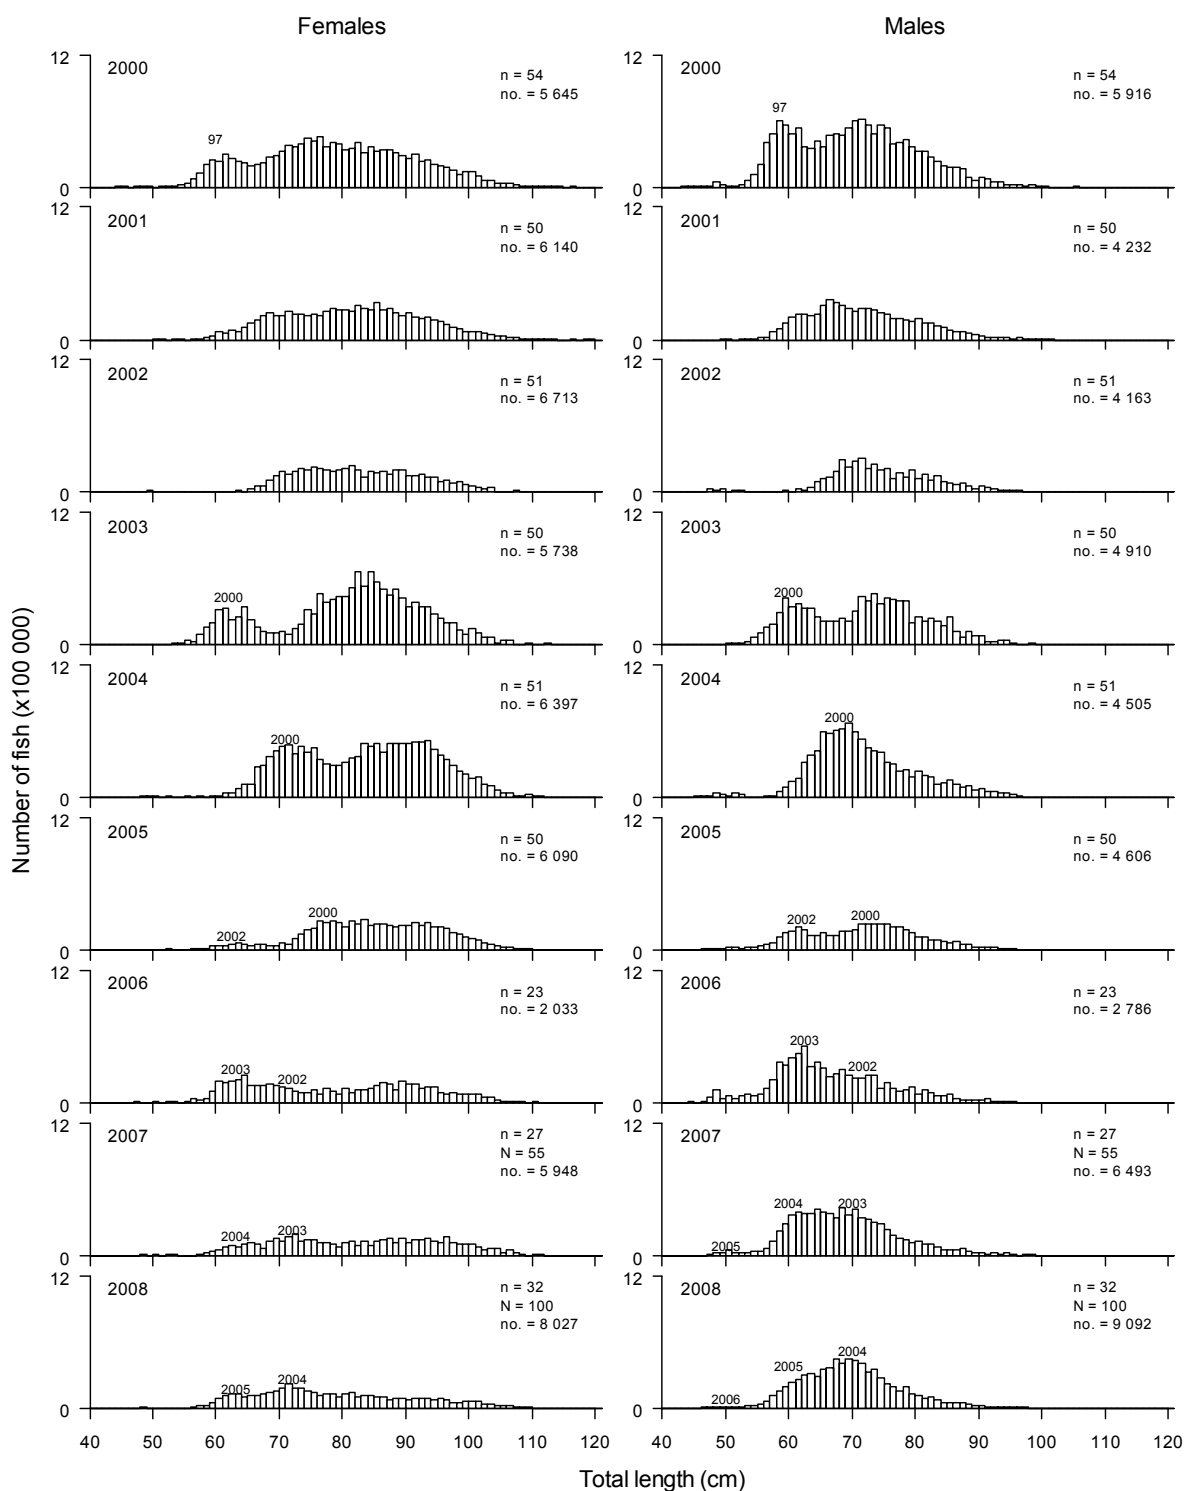 Females Males
12 2000 n = 54 12 2000 n = 54
no. = 5 645 no. = 5 916
97 97
0 0
12 2001 n = 50 12 2001 n = 50
no. = 6 140 no. = 4 232
0 0
12 2002 n = 51 12 2002 n = 51
no. = 6 713 no. = 4 163
0 0
12 2003 n = 50 12 2003 n = 50
no. = 5 738 no. = 4 910
2000 2000
0 0
Number of fish (x100 000)
12 2004 n = 51 12 2004 n = 51
no. = 6 397 no. = 4 505
2000 2000
0 0
12 2005 n = 50 12 2005 n = 50
no. = 6 090 no. = 4 606
2002 2000 2002 2000
0 0
12 2006 n = 23 12 2006 n = 23
no. = 2 033 no. = 2 786
2003 2002 2003 2002
0 0
12 2007 n = 27 12 2007 n = 27
N = 55 N = 55
no. = 5 948 no. = 6 493
2004 2003 2005 2004 2003
0 0
12 2008 n = 32 12 2008 n = 32
N = 100 N = 100
no. = 8 027 no. = 9 092
2005 2004 2006 2005 2004
0 0
40 50 60 70 80 90 100 110 120 40 50 60 70 80 90 100 110 120
Total length (cm)